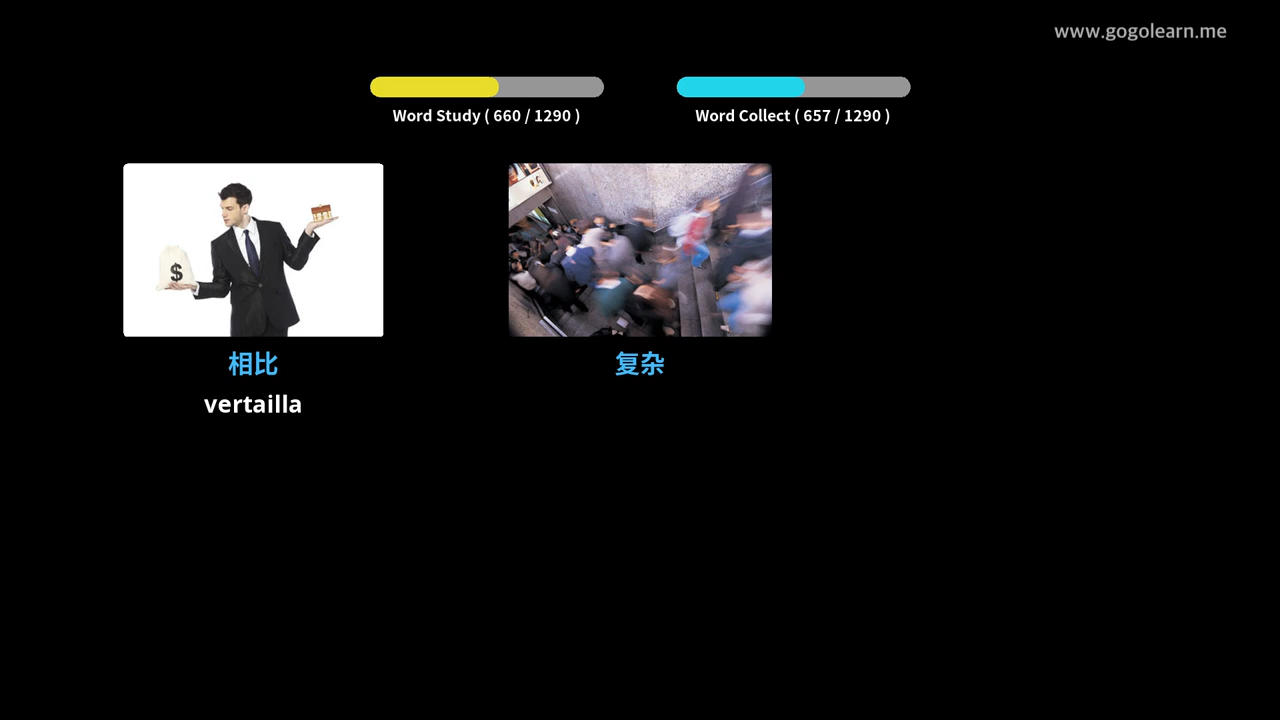 www.gogolearn.me
Word Study ( 660 / 1290 )
Word Collect ( 657 / 1290 )
$
相比
复杂
vertailla